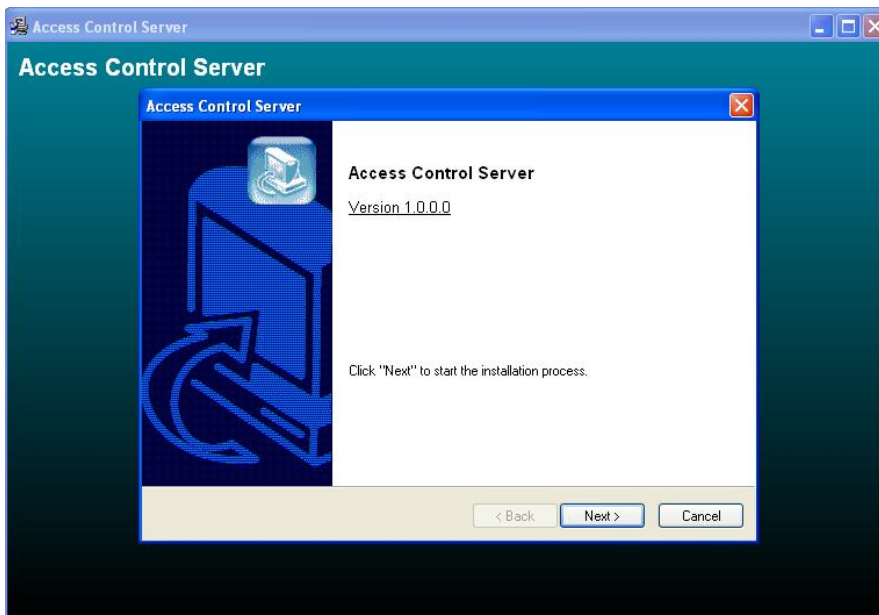 Access Control Server
Access Control Server
Access Control Server
Access Control Server
Version 1.0.0.0
Click "Next" to start the installation process.
< Back Next > Cancel